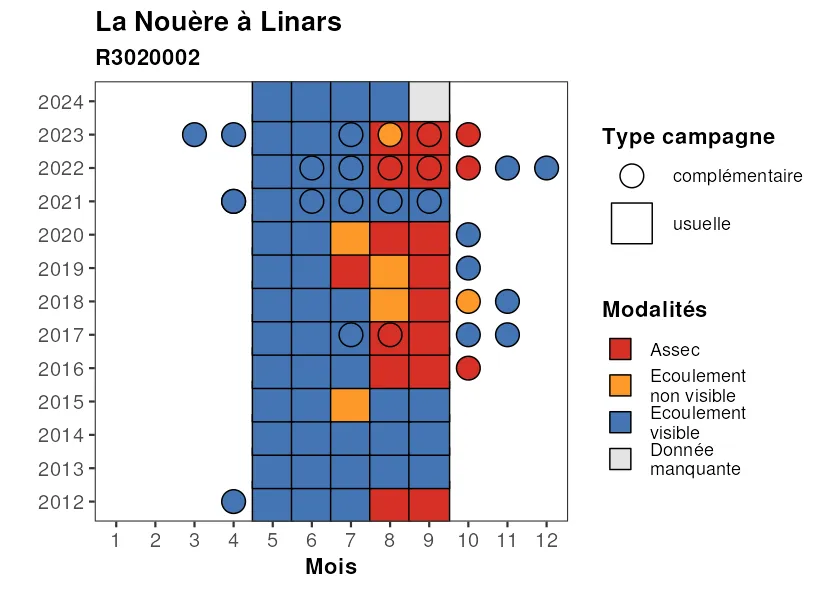 La Nouère à Linars
R3020002
2024
2023
2022
2021
2020
2019
2018
2017
2016
2015
2014
2013
2012
1 2 3 4 5 6 7 8 9 10 11 12
Mois
Type campagne
complémentaire
usuelle
Modalités
Assec
Ecoulement
non visible
Ecoulement
visible
Donnée
manquante